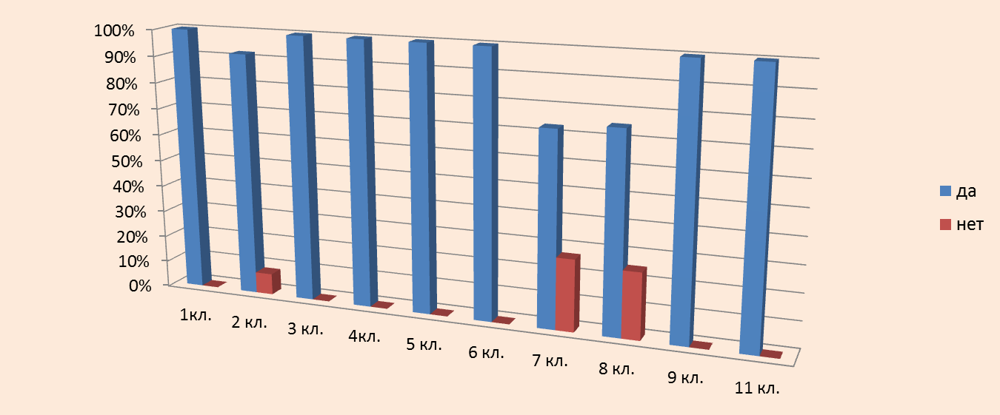 100%
90%
80%
70%
60%
50%
40%
30%
20%
10%
0%
1кл.
2 кл.
3 кл.
4кл.
5 кл.
6 кл.
7 кл.
8 кл.
9 кл.
11 кл.
да
нет